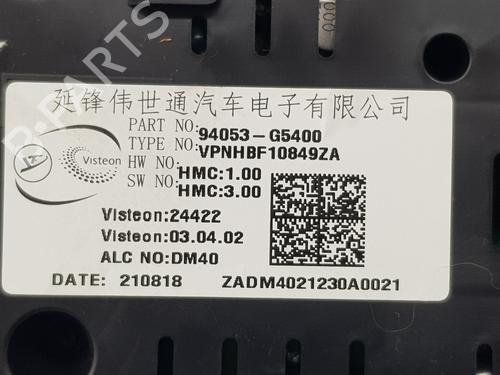 延锋伟世通汽车电子有限公司
PART NO: 94053-G5400
TYPE NO: VPNHBF10849ZA
HW NO: HMC:1.00
SW NO: HMC:3.00
Visteon
Visteon:24422
Visteon:03.04.02
ALC NO:DM40
DATE: 210818 ZADM4021230A0021